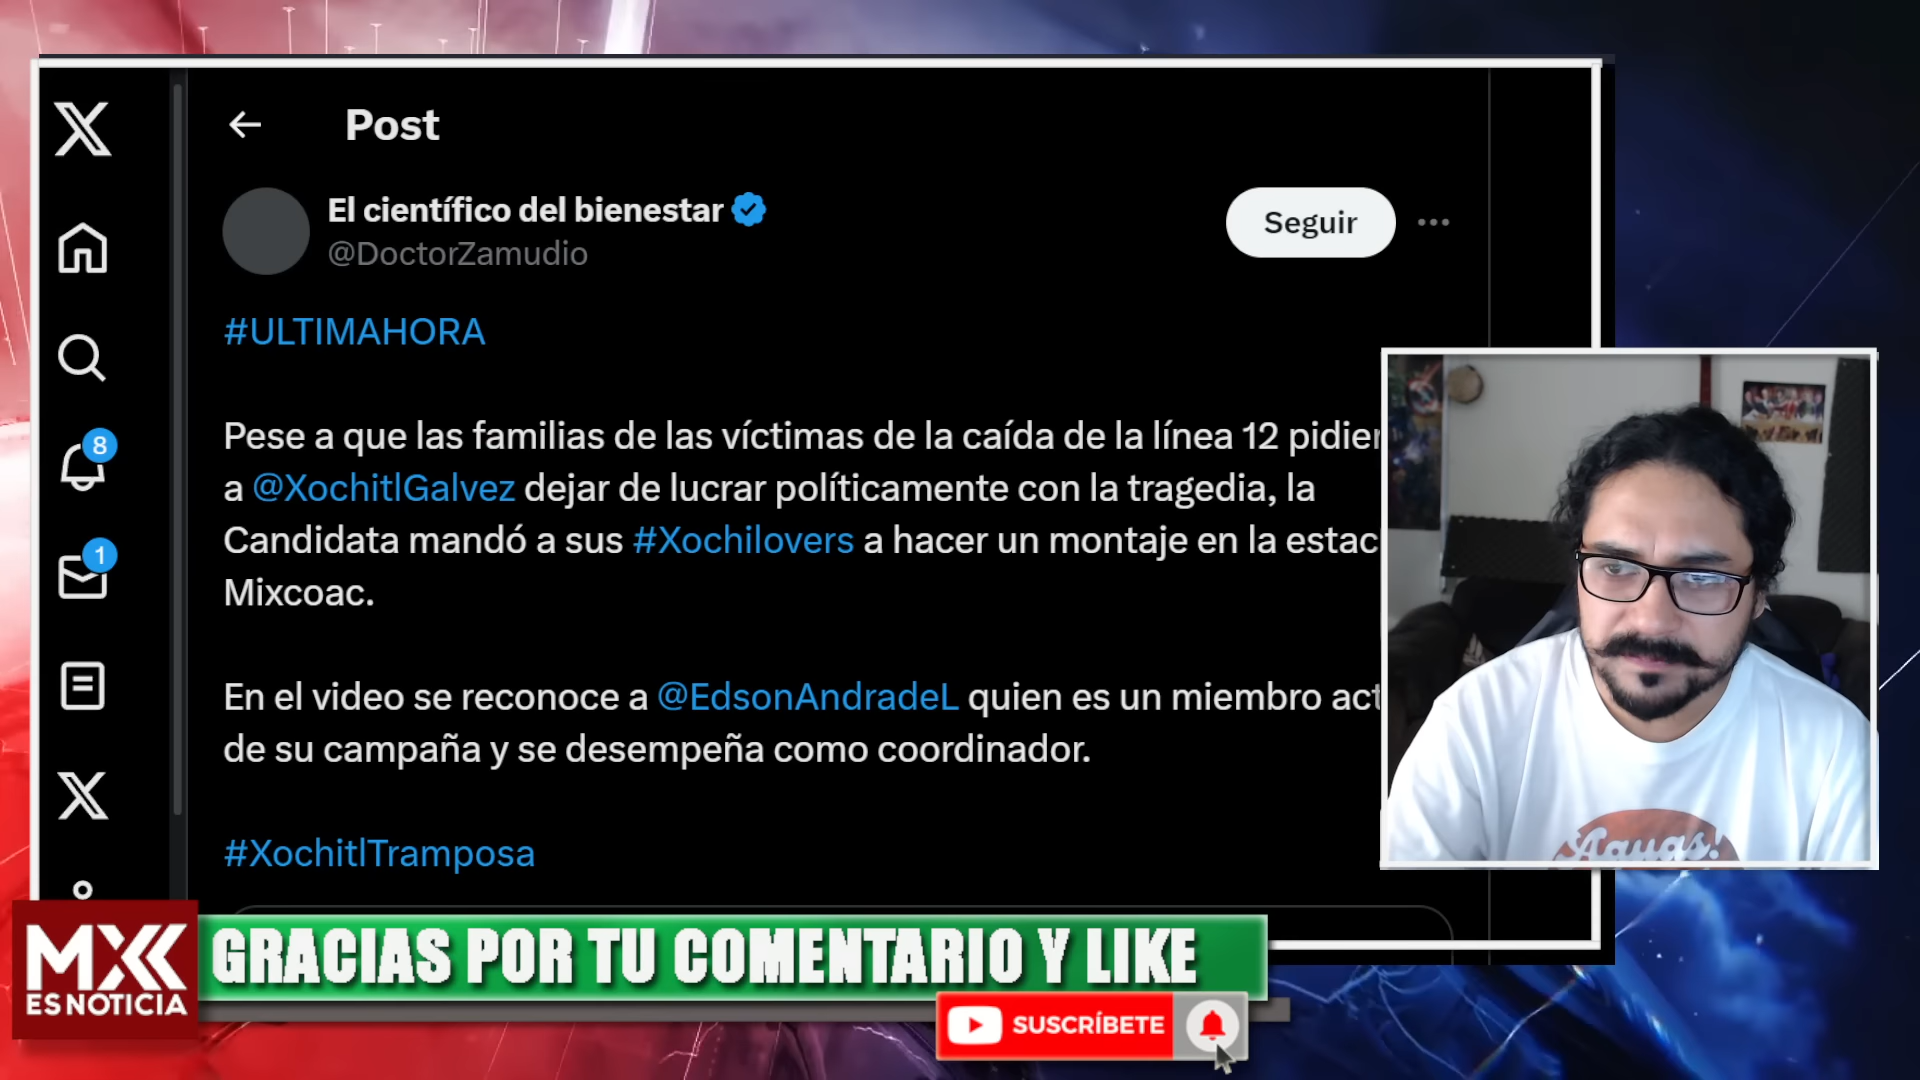 Post
El científico del bienestar
@DoctorZamudio
Seguir
#ULTIMAHORA
Pese a que las familias de las víctimas de la caída de la línea 12
a @XochitlGalvez dejar de lucrar políticamente con la tragedia, la
Candidata mandó a sus #Xochilovers a hacer un montaje en la
Mixcoac.
En el video se reconoce a @EdsonAndradeL quien es un miembro
de su campaña y se desempeña como coordinador.
#XochitlTramposa
8
1
Aguas!
MX
ES NOTICIA
GRACIAS POR TU COMENTARIO Y LIKE
SUSCRÍBETE